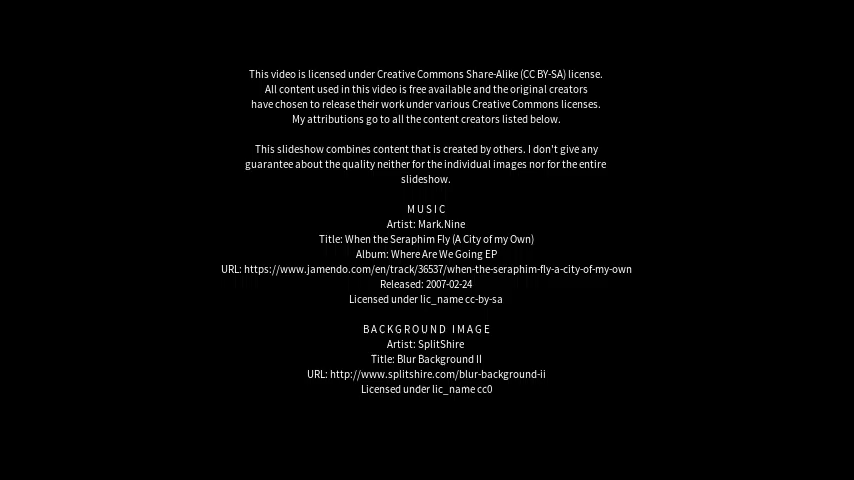 This video is licensed under Creative Commons Share-Alike (CC BY-SA) license.
All content used in this video is free available and the original creators
have chosen to release their work under various Creative Commons licenses.
My attributions go to all the content creators listed below.
This slideshow combines content that is created by others. I don't give any
guarantee about the quality neither for the individual images nor for the entire
slideshow.
MUSIC
Artist: Mark.Nine
Title: When the Seraphim Fly (A City of my Own)
Album: Where Are We Going EP
URL: https://www.jamendo.com/en/track/36537/when-the-seraphim-fly-a-city-of-my-own
Released: 2007-02-24
Licensed under lic_name cc-by-sa
BACKGROUND IMAGE
Artist: SplitShire
Title: Blur Background II
URL: http://www.splitshire.com/blur-background-ii
Licensed under lic_name cc0